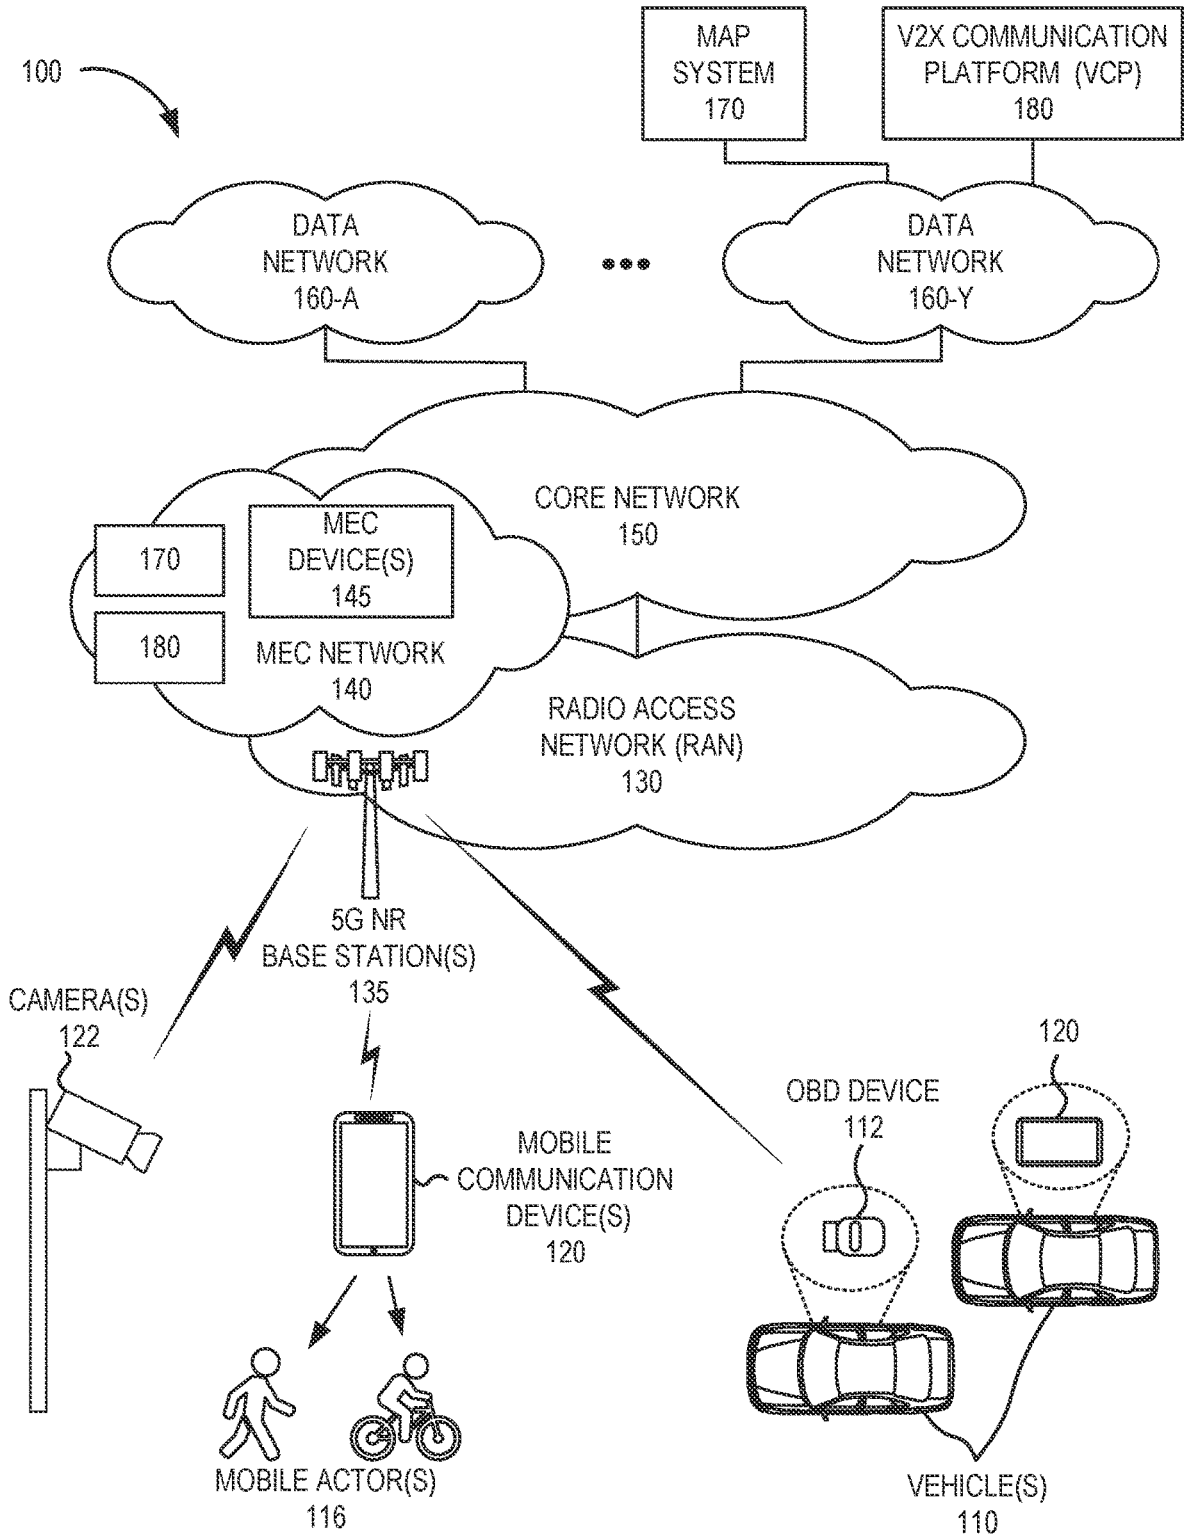 100
MAP
SYSTEM
170
V2X COMMUNICATION
PLATFORM (VCP)
180
DATA
NETWORK
160-A
DATA
NETWORK
160-Y
CORE NETWORK
150
MEC
DEVICE(S)
145
170
180
MEC NETWORK
140
RADIO ACCESS
NETWORK (RAN)
130
5G NR
BASE STATION(S)
135
CAMERA(S)
122
MOBILE
COMMUNICATION
DEVICE(S)
120
OBD DEVICE
112
120
MOBILE ACTOR(S)
116
VEHICLE(S)
110